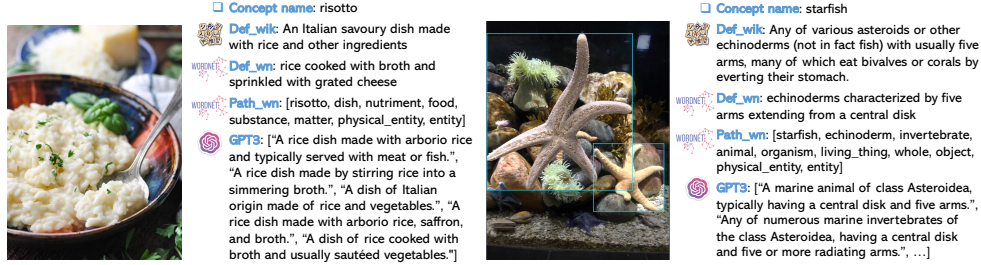 Concept name: risotto
Def_wik: An Italian savoury dish made
with rice and other ingredients
WORDNET
Def_wn: rice cooked with broth and
sprinkled with grated cheese
WORDNET
Path_wn: [risotto, dish, nutriment, food,
substance, matter, physical_entity, entity]
GPT3: [“A rice dish made with arborio rice
and typically served with meat or fish.”,
“A rice dish made by stirring rice into a
simmering broth.”, “A dish of Italian
origin made of rice and vegetables.”, “A
rice dish made with arborio rice, saffron,
and broth.”, “A dish of rice cooked with
broth and usually sautéed vegetables."]
Concept name: starfish
Def_wik: Any of various asteroids or other
echinoderms (not in fact fish) with usually five
arms, many of which eat bivalves or corals by
everting their stomach.
WORDNET
Def_wn: echinoderms characterized by five
arms extending from a central disk
WORDNET
Path_wn: [starfish, echinoderm, invertebrate,
animal, organism, living_thing, whole, object,
physical_entity, entity]
GPT3: [“A marine animal of class Asteroidea,
typically having a central disk and five arms.”,
“Any of numerous marine invertebrates of
the class Asteroidea, having a central disk
and five or more radiating arms.”, …]